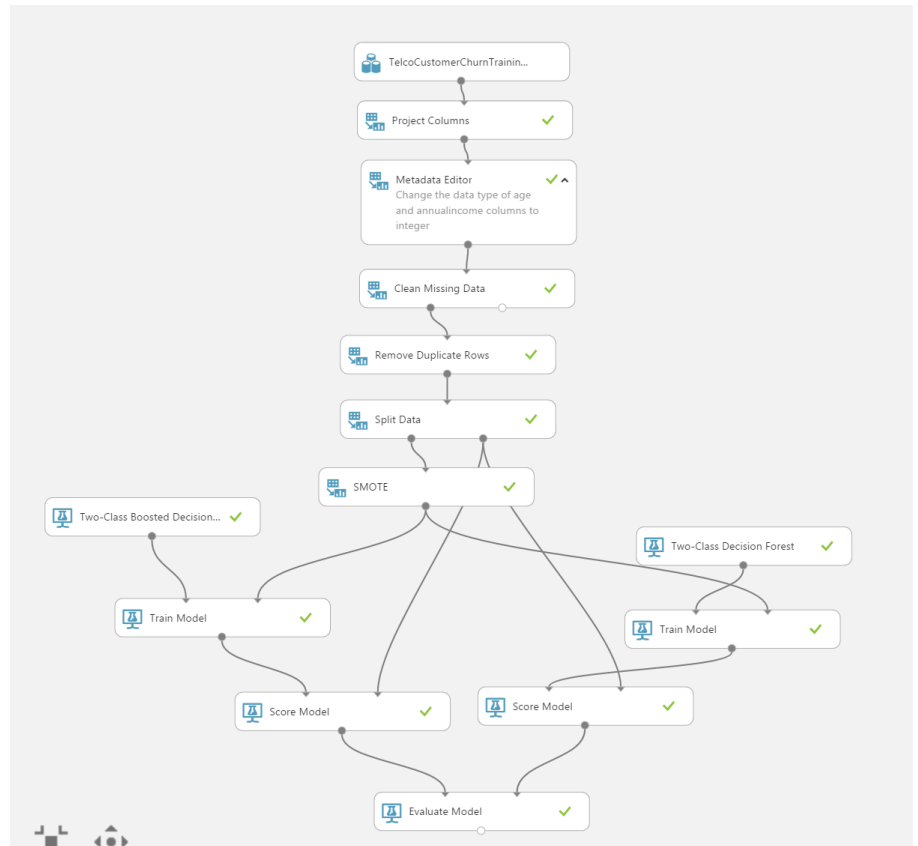 TelcoCustomerChurnTrainin...
Project Columns
Metadata Editor
Change the data type of age
and annualincome columns to
integer
Clean Missing Data
Remove Duplicate Rows
Split Data
SMOTE
Two-Class Boosted Decision...
Two-Class Decision Forest
Train Model
Train Model
Score Model
Score Model
Evaluate Model